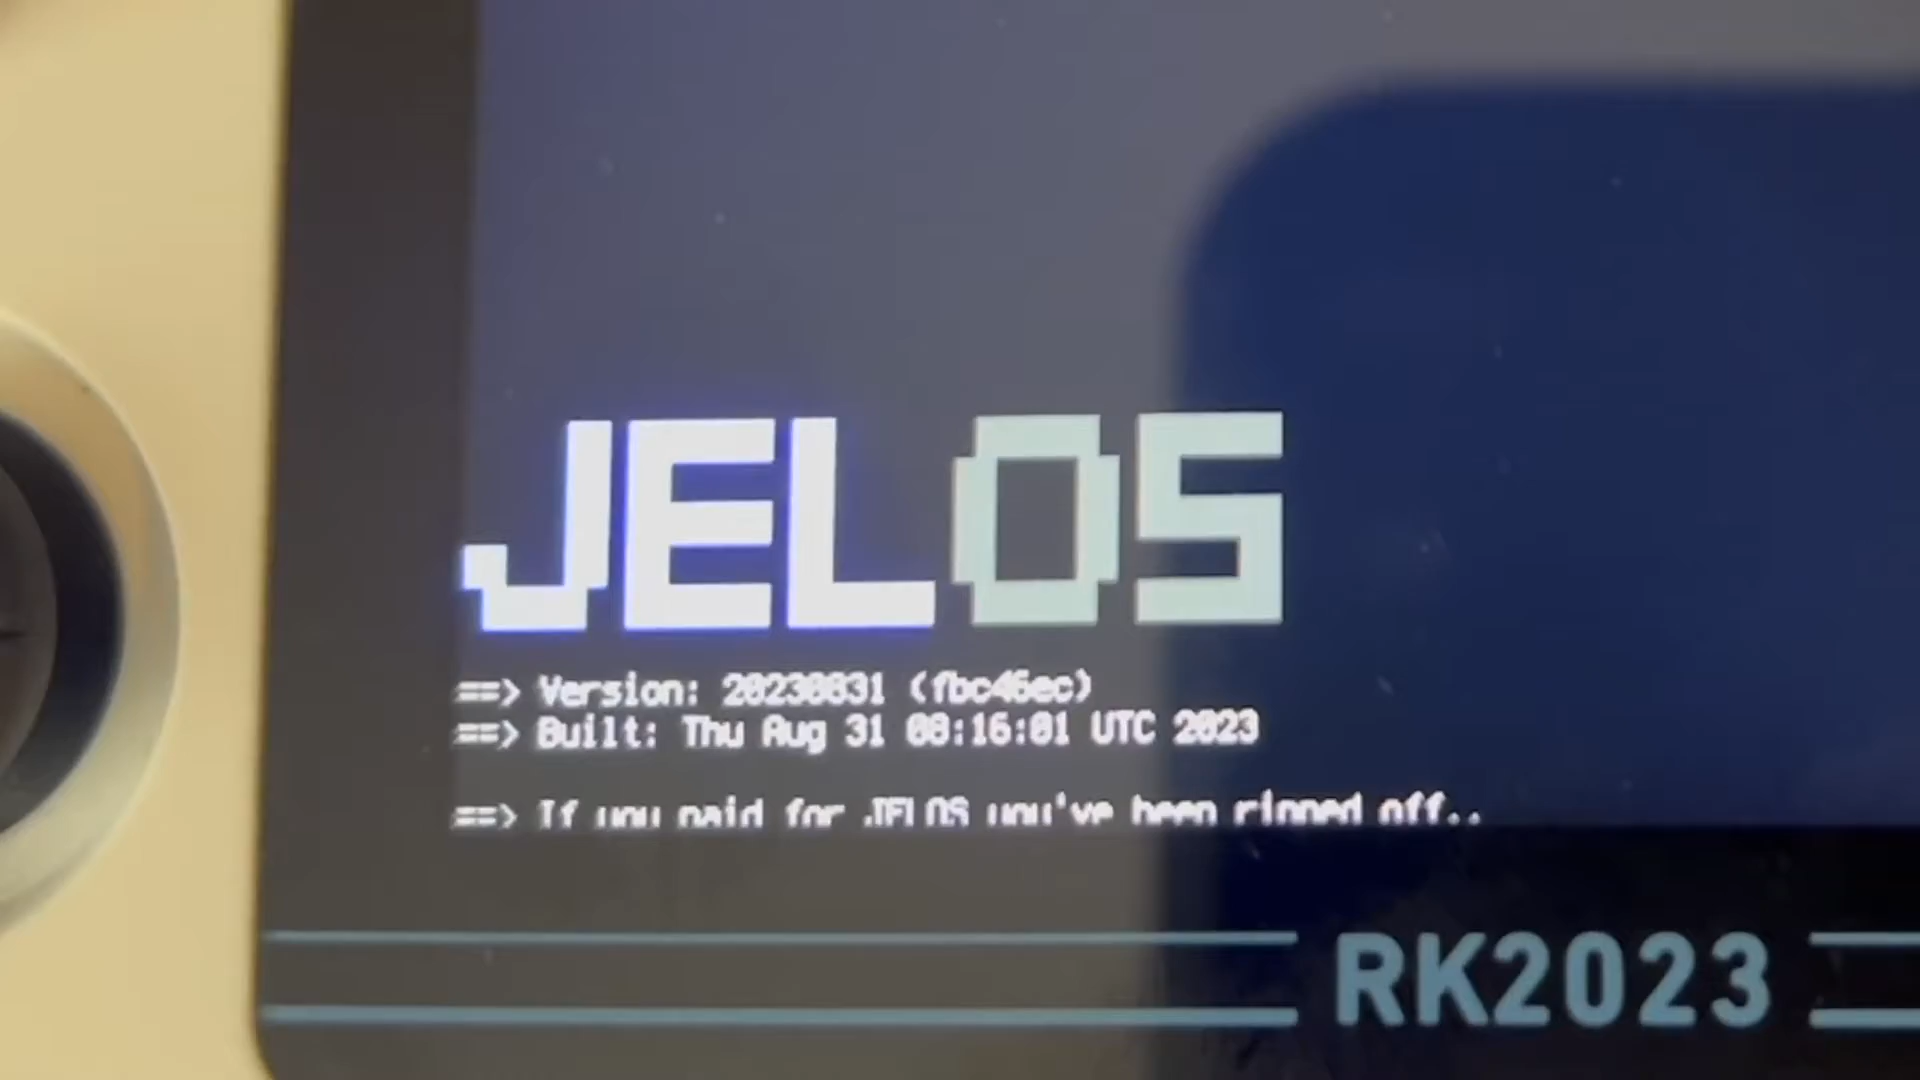 JELOS
==> Version: 20230831 (fbc46ec)
==> Built: Thu Aug 31 08:16:01 UTC 2023
==> If you paid for JELOS you've been ripped off..
RK2023